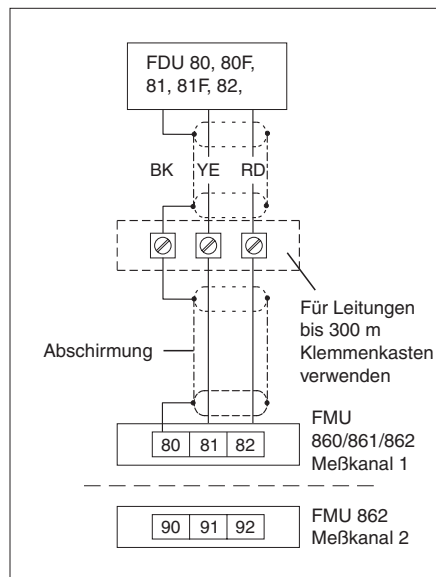 FDU 80, 80F,
81, 81F, 82,
BK YE RD
Für Leitungen
bis 300 m
Klemmenkasten
verwenden
Abschirmung
FMU
860/861/862
Meßkanal 1
80 81 82
FMU 862
Meßkanal 2
90 91 92